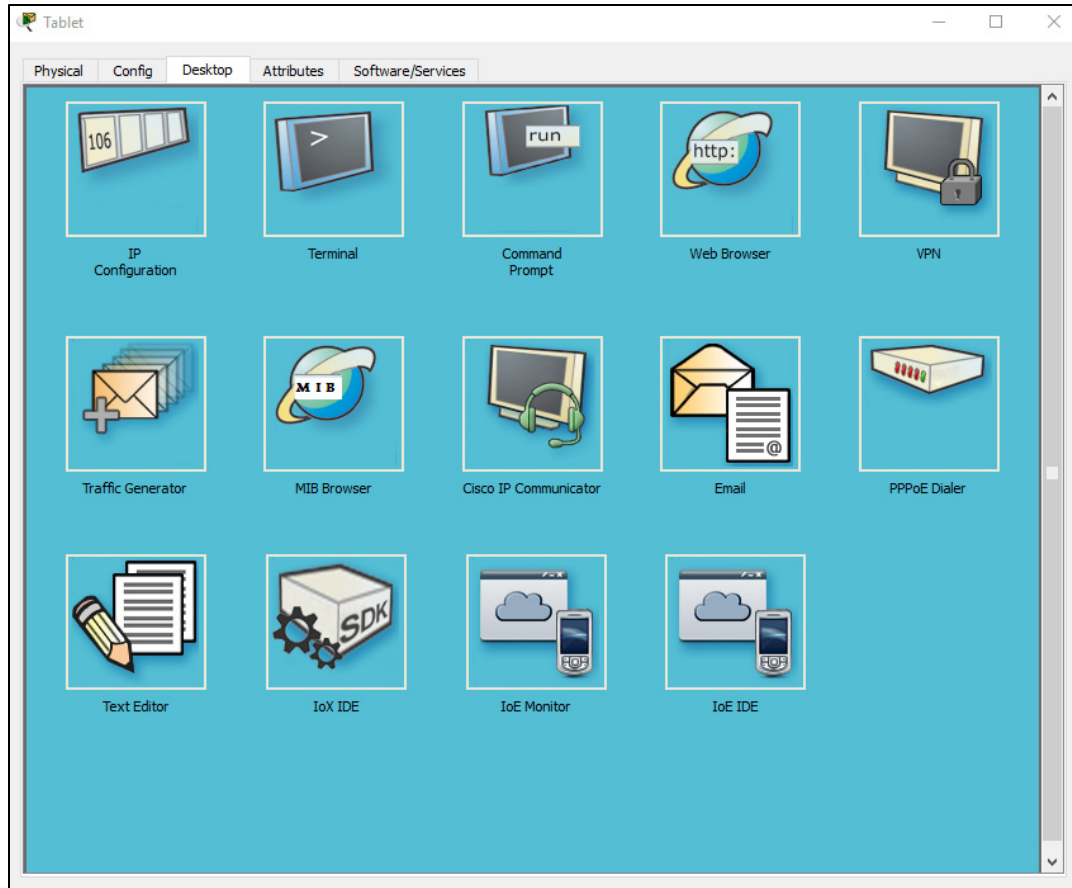 Tablet
Physical Config Desktop Attributes Software/Services
106
>
run
http:
IP
Configuration
Terminal
Command
Prompt
Web Browser
VPN
MIB
@
Traffic Generator
MIB Browser
Cisco IP Communicator
Email
PPPoE Dialer
SDK
Text Editor
IoX IDE
IoE Monitor
IoE IDE